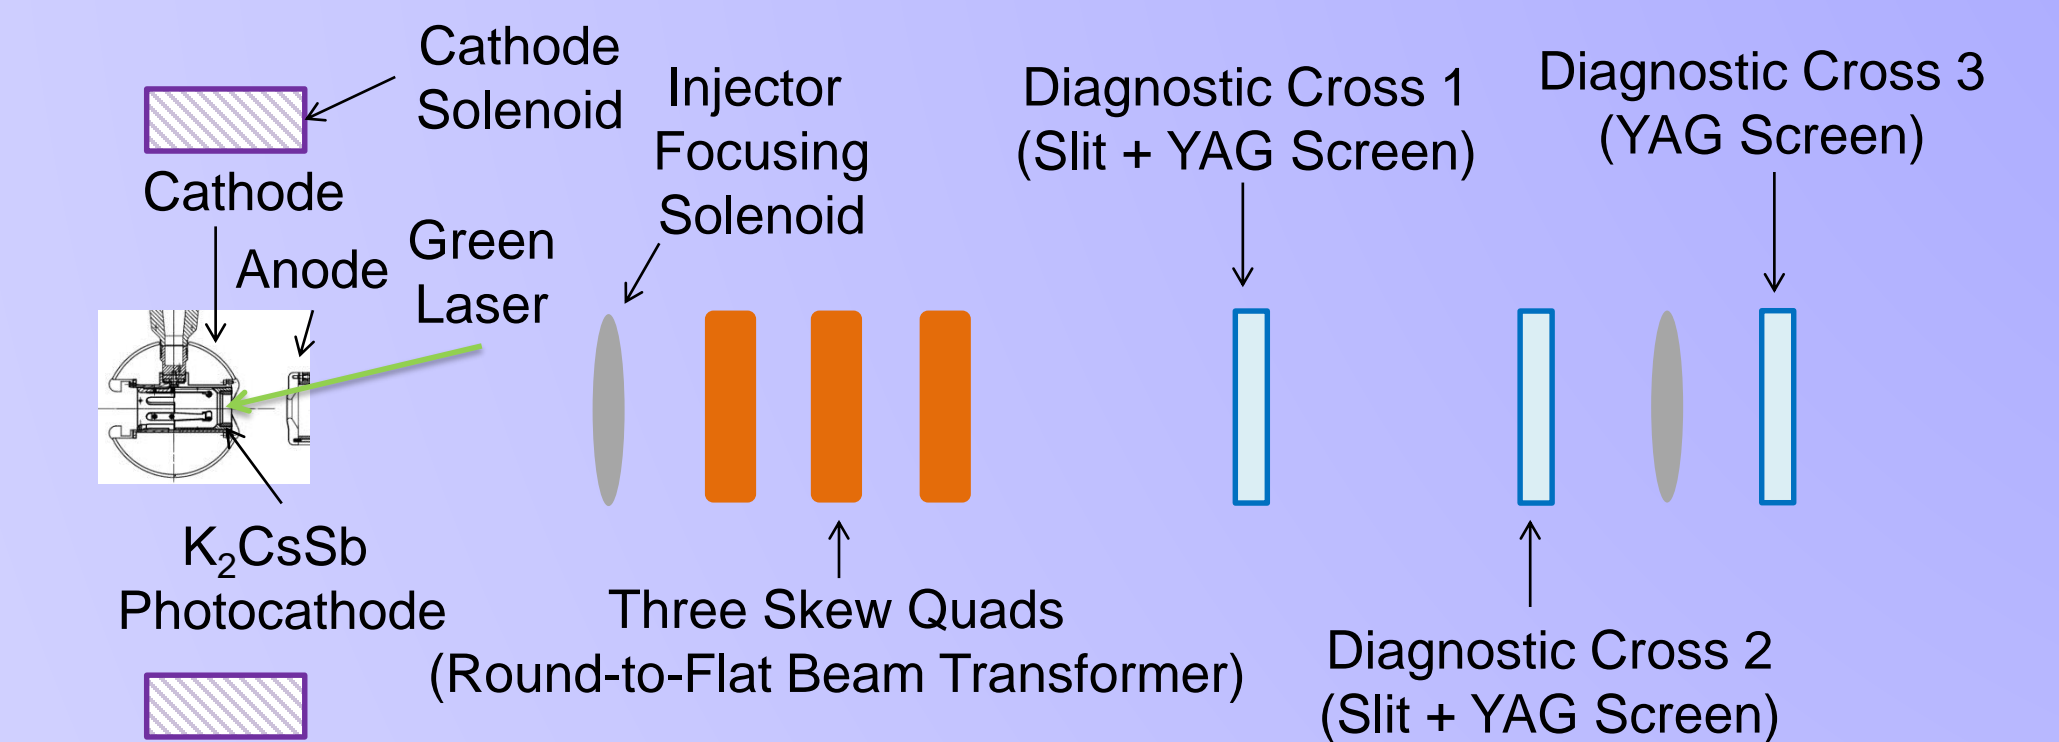 Cathode
Solenoid
Injector
Focusing
Solenoid
Diagnostic Cross 1
(Slit + YAG Screen)
Diagnostic Cross 3
(YAG Screen)
Cathode
Anode
Green
Laser
K₂CsSb
Photocathode
Three Skew Quads
(Round-to-Flat Beam Transformer)
Diagnostic Cross 2
(Slit + YAG Screen)